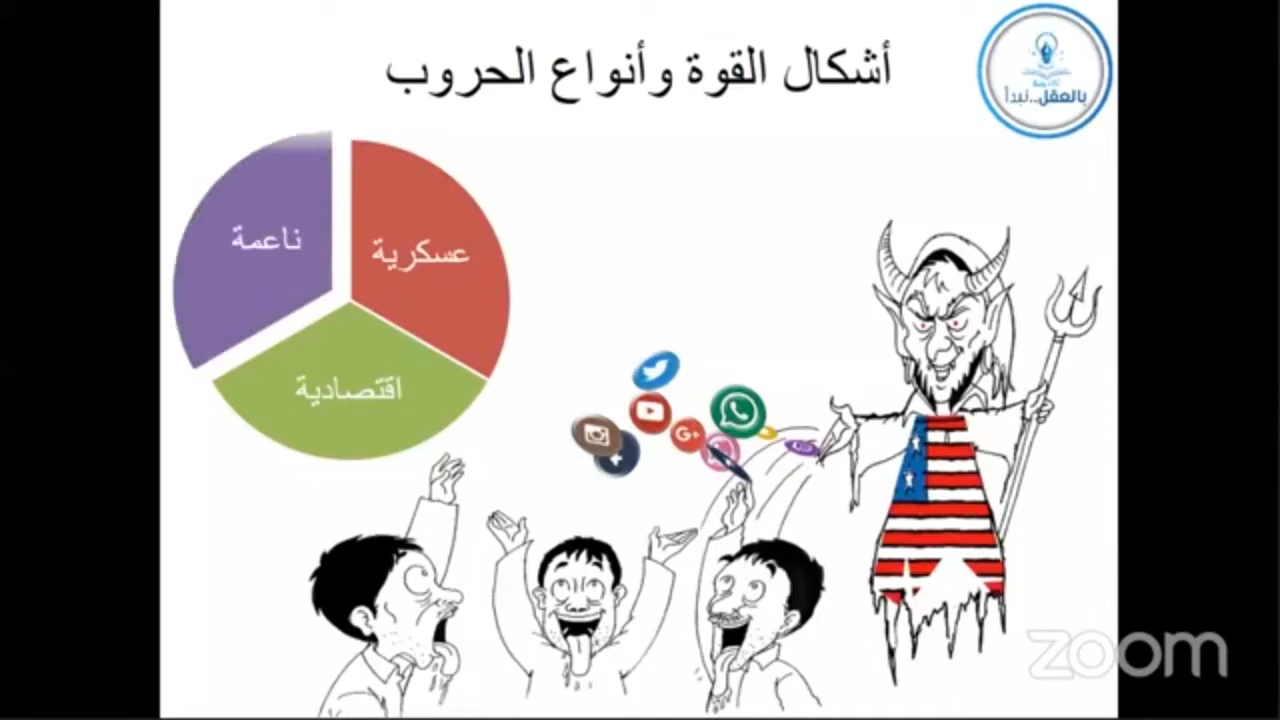 أشكال القوة وأنواع الحروب
بالعقل..نبدأ
ناعمة
عسكرية
اقتصادية
G+
zoom